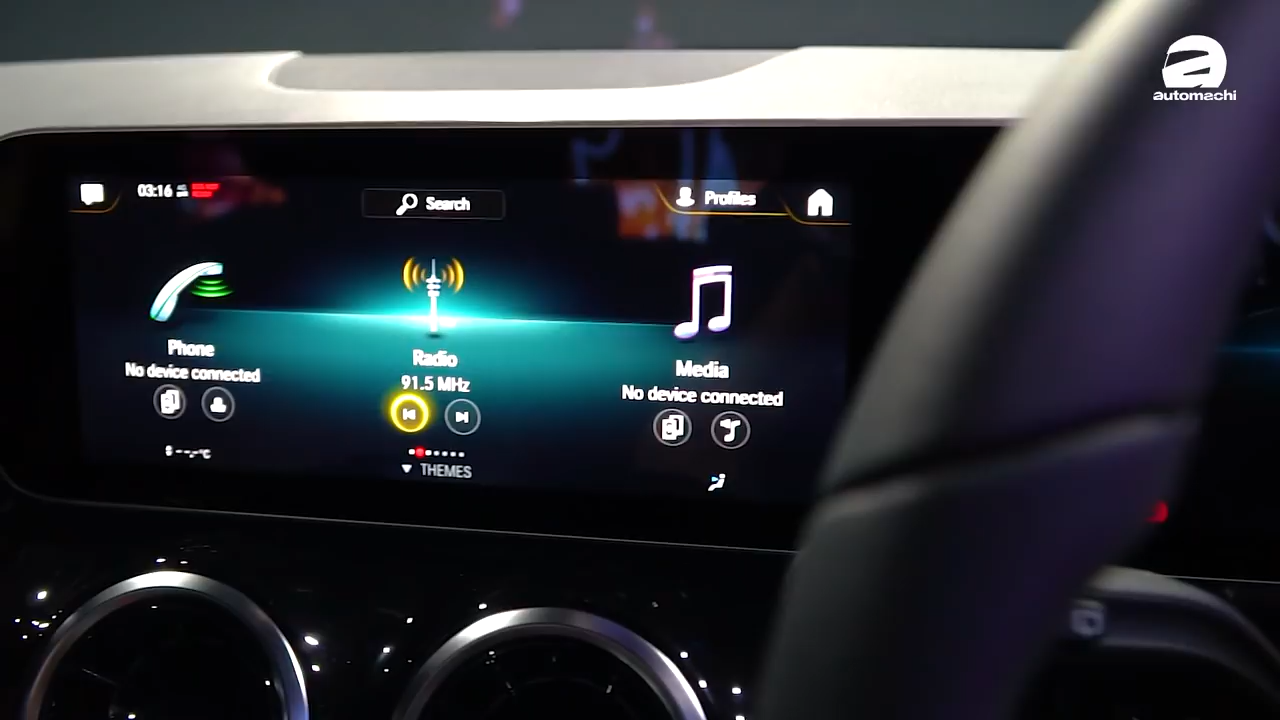 automachi
03:16
Search
Profiles
Phone
No device connected
Radio
91.5 MHz
Media
No device connected
THEMES